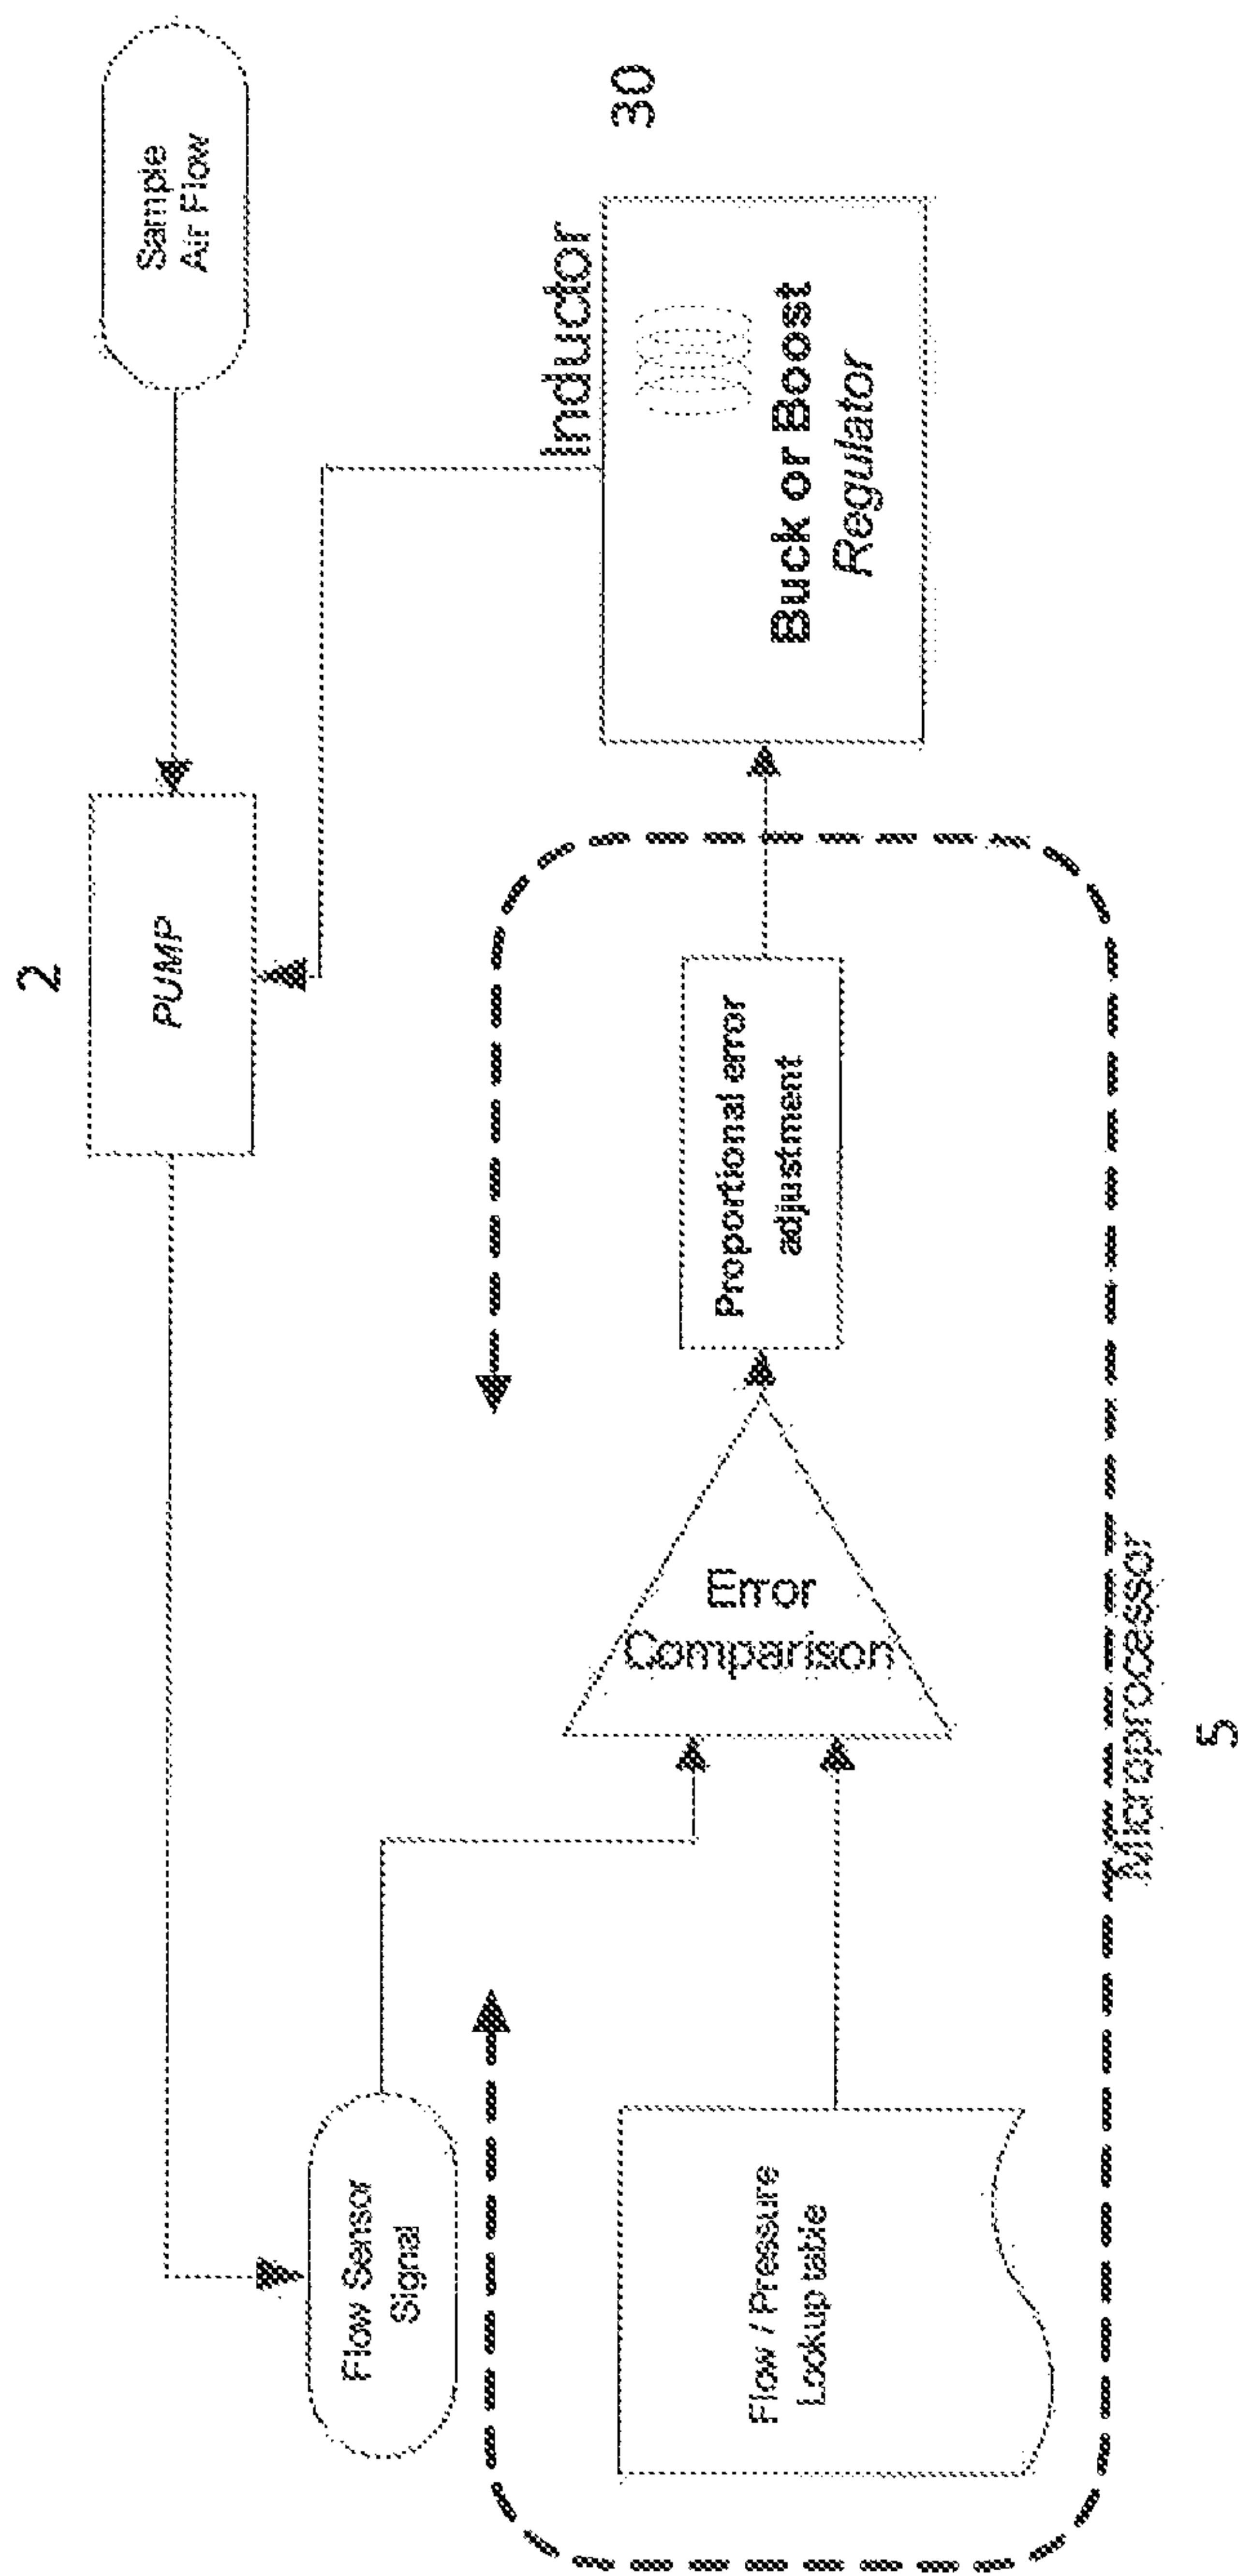 2
Sample
Air Flow
PUMP
30
Inductor
Buck or Boost
Regulator
Flow Sensor
Signal
Error
Comparison
Proportional error
adjustment
Flow / Pressure
Lookup table
Microprocessor
5